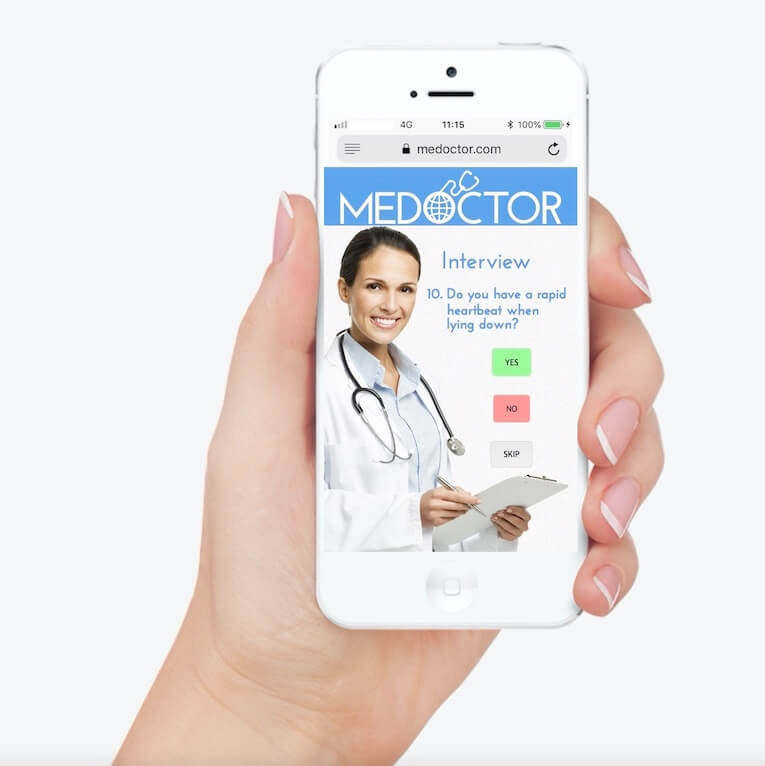 4G 11:15 100%
medoctor.com
MEDOCTOR
Interview
10. Do you have a rapid
heartbeat when
lying down?
YES
NO
SKIP